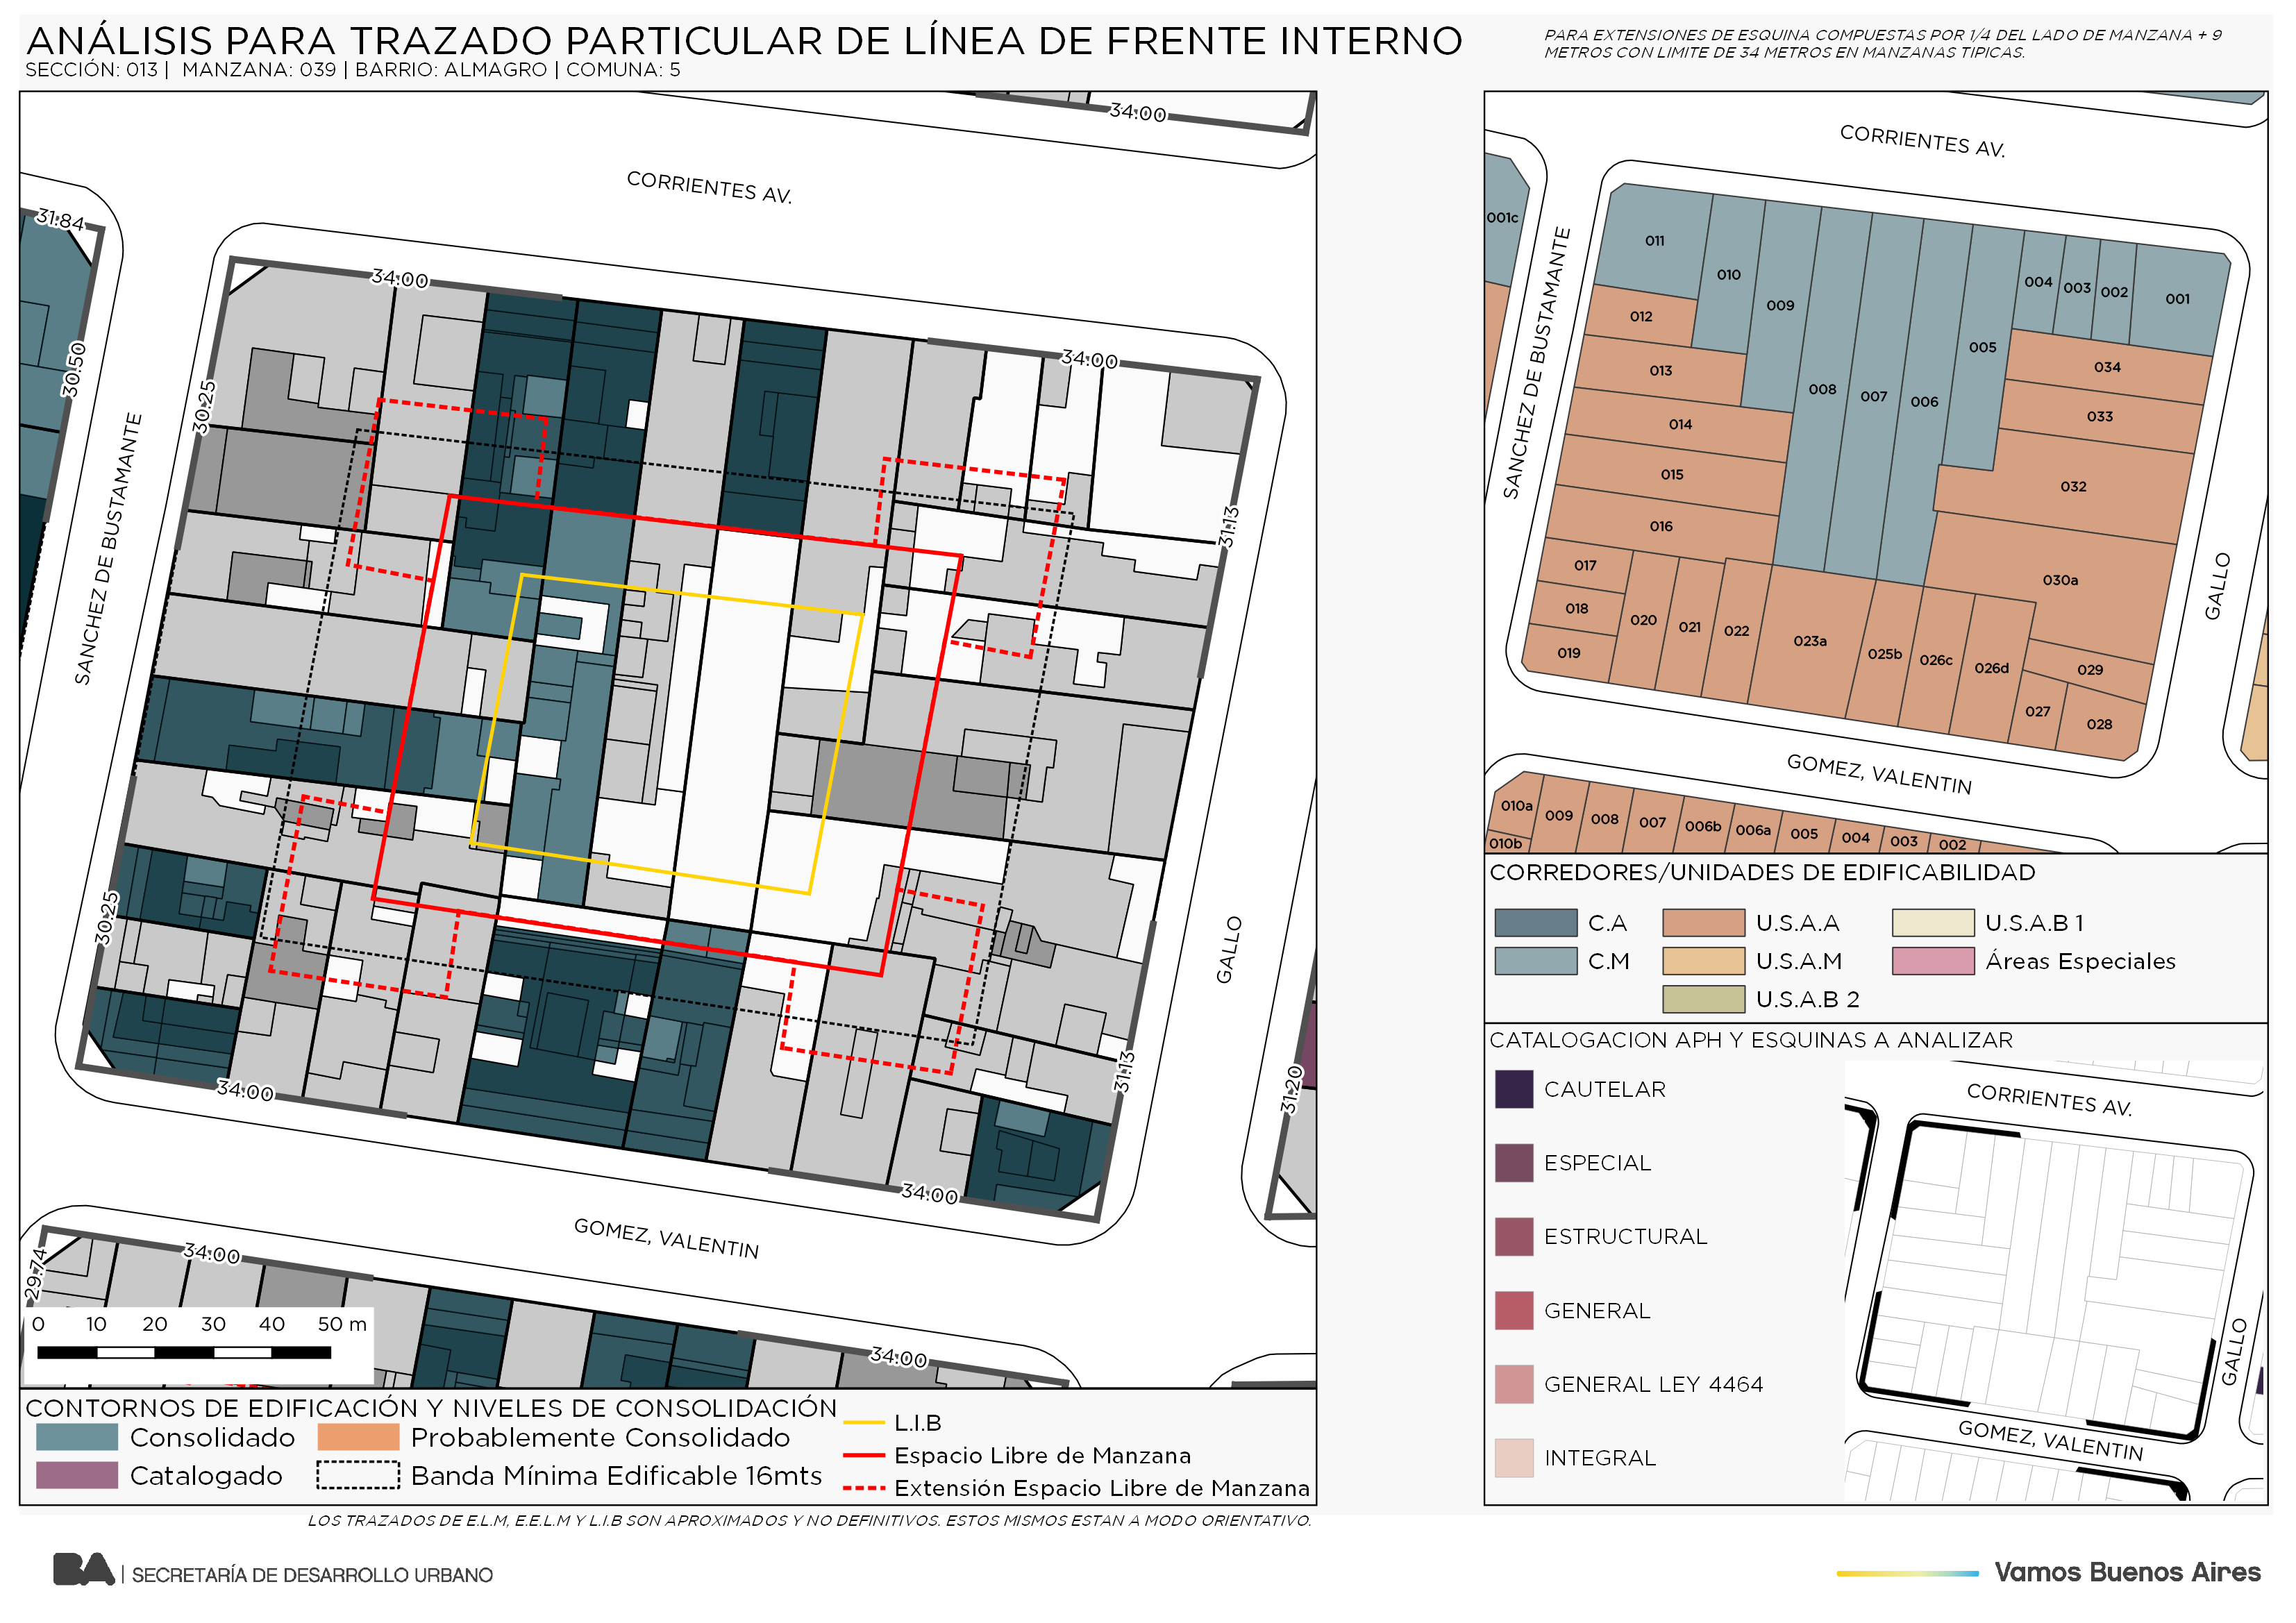 ANÁLISIS PARA TRAZADO PARTICULAR DE LÍNEA DE FRENTE INTERNO
SECCIÓN: 013 | MANZANA: 039 | BARRIO: ALMAGRO | COMUNA: 5
PARA EXTENSIONES DE ESQUINA COMPUESTAS POR 1/4 DEL LADO DE MANZANA + 9
METROS CON LIMITE DE 34 METROS EN MANZANAS TIPICAS.
34.00
CORRIENTES AV.
31.84
34.00
30.50
30.25
34.00
SANCHEZ DE BUSTAMANTE
31.13
30.25
GALLO
31.13
31.20
34.00
34.00
GOMEZ, VALENTIN
29.74
34.00
34.00
0 10 20 30 40 50 m
CONTORNOS DE EDIFICACIÓN Y NIVELES DE CONSOLIDACIÓN
Consolidado
Probablemente Consolidado
Catalogado
Banda Mínima Edificable 16mts
L.I.B
Espacio Libre de Manzana
Extensión Espacio Libre de Manzana
CORRIENTES AV.
001c
SANCHEZ DE BUSTAMANTE
011
010
009
008
007
006
005
004
003
002
001
012
013
014
015
016
017
018
019
020
021
022
023a
025b
026c
026d
027
028
029
030a
032
033
034
GALLO
GOMEZ, VALENTIN
010a
010b
009
008
007
006b
006a
005
004
003
002
CORREDORES/UNIDADES DE EDIFICABILIDAD
C.A
U.S.A.A
U.S.A.B 1
C.M
U.S.A.M
Áreas Especiales
U.S.A.B 2
CATALOGACION APH Y ESQUINAS A ANALIZAR
CAUTELAR
ESPECIAL
ESTRUCTURAL
GENERAL
GENERAL LEY 4464
INTEGRAL
CORRIENTES AV.
GALLO
GOMEZ, VALENTIN
LOS TRAZADOS DE E.L.M, E.E.L.M Y L.I.B SON APROXIMADOS Y NO DEFINITIVOS. ESTOS MISMOS ESTAN A MODO ORIENTATIVO.
BA | SECRETARÍA DE DESARROLLO URBANO
Vamos Buenos Aires